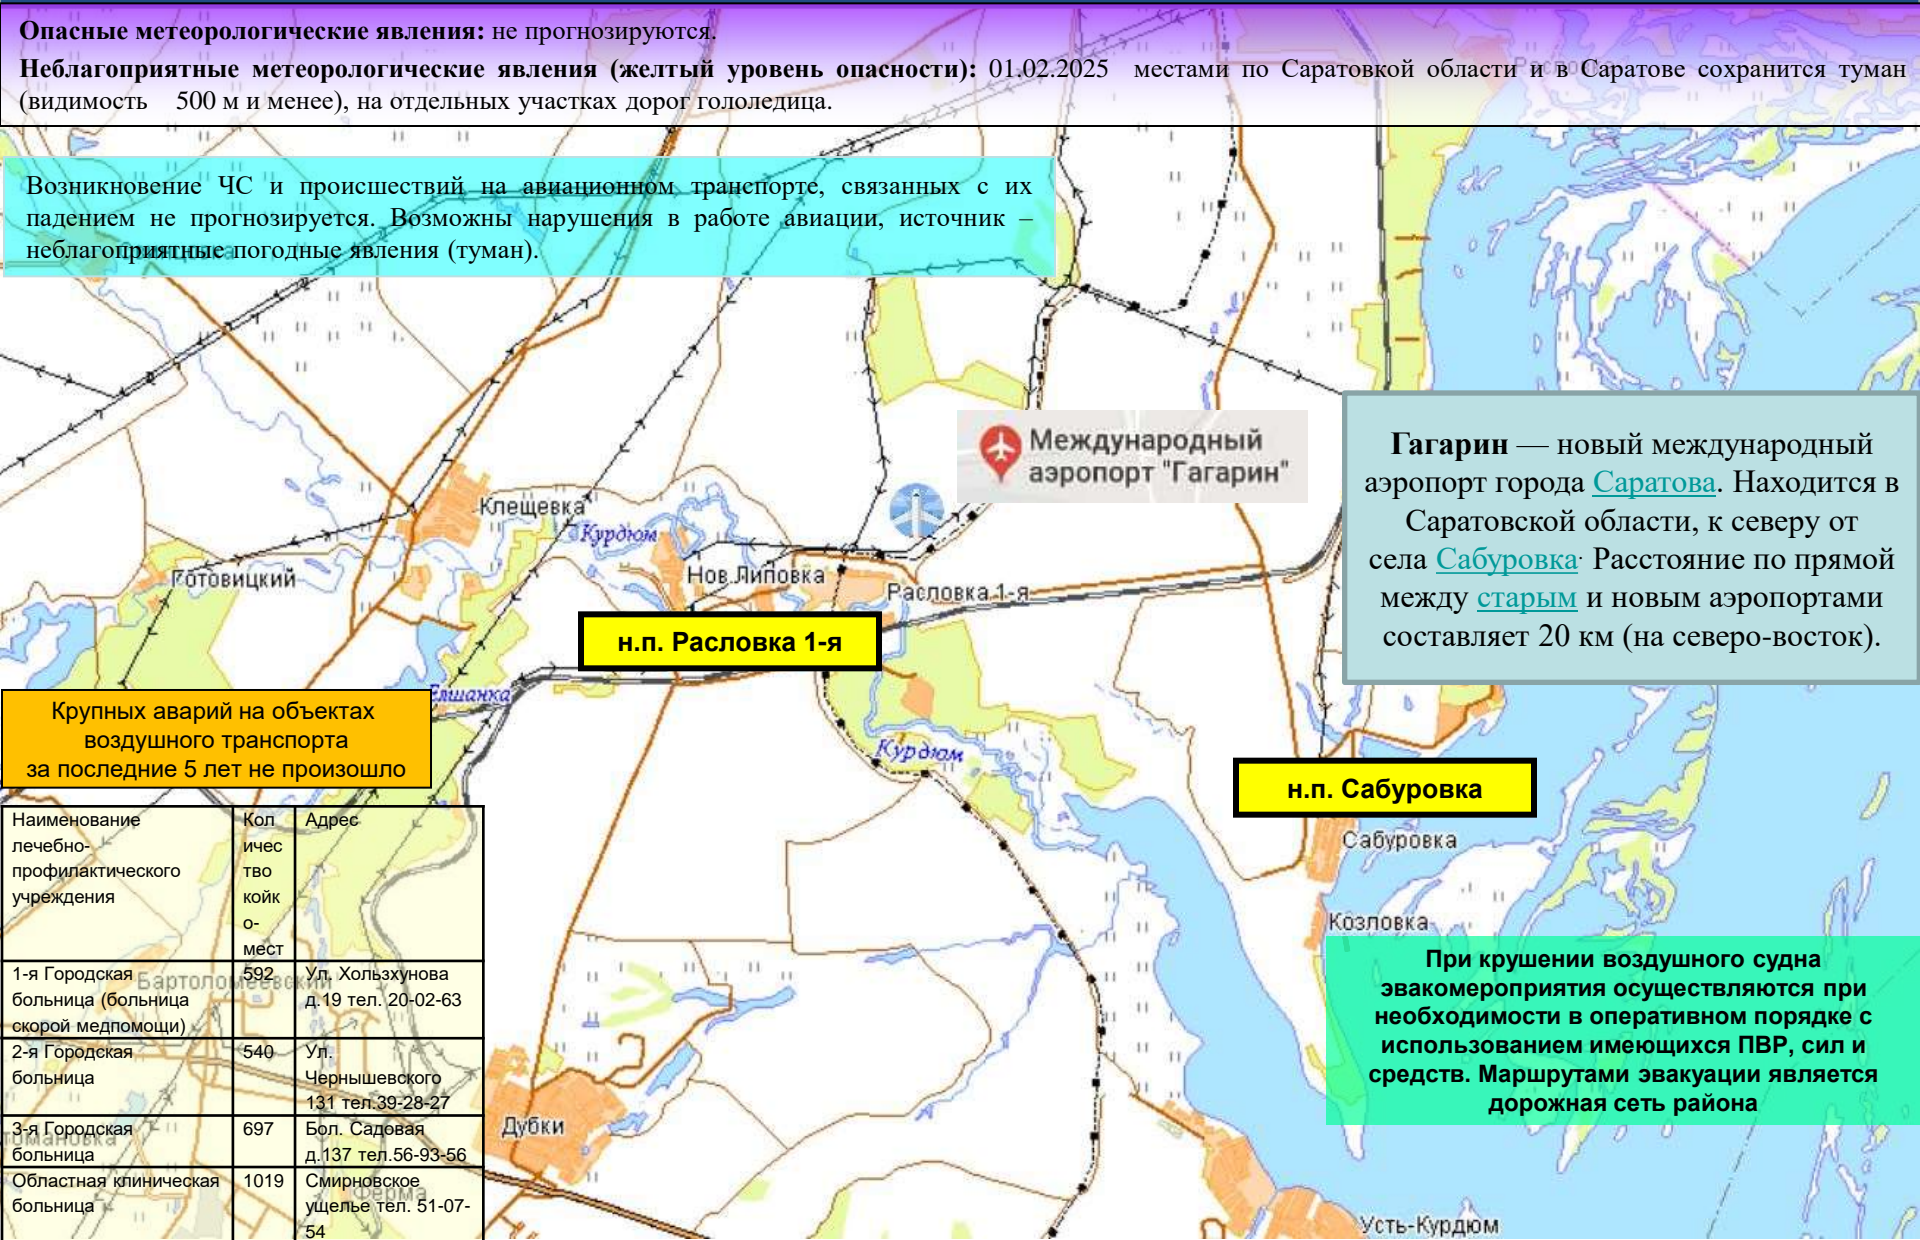 Опасные метеорологические явления: не прогнозируются.
Неблагоприятные метеорологические явления (желтый уровень опасности): 01.02.2025 местами по Саратовкой области и в Саратове сохранится туман
(видимость 500 м и менее), на отдельных участках дорог гололедица.
Возникновение ЧС и происшествий на авиационном транспорте, связанных с их
падением не прогнозируется. Возможны нарушения в работе авиации, источник –
неблагоприятные погодные явления (туман).
Международный
аэропорт "Гагарин"
Гагарин — новый международный
аэропорт города Саратова. Находится в
Саратовской области, к северу от
села Сабуровка. Расстояние по прямой
между старым и новым аэропортами
составляет 20 км (на северо-восток).
Клещевка
Курдюм
Готовицкий
Нов.Липовка
Расловка 1-я
н.п. Расловка 1-я
Елшанка
Крупных аварий на объектах
воздушного транспорта
за последние 5 лет не произошло
Курдюм
н.п. Сабуровка
Сабуровка
Козловка
Наименование
лечебно-
профилактического
учреждения
Кол
ичес
тво
койк
о-
мест
Адрес
1-я Городская
больница (больница
скорой медпомощи)
592
Ул. Хользхунова
д.19 тел. 20-02-63
Бартоломеевский
2-я Городская
больница
540
Ул.
Чернышевского
131 тел.39-28-27
3-я Городская
больница
697
Бол. Садовая
д.137 тел.56-93-56
Областная клиническая
больница
1019
Смирновское
ущелье тел. 51-07-
54
Ферма
Дубки
При крушении воздушного судна
эвакомероприятия осуществляются при
необходимости в оперативном порядке с
использованием имеющихся ПВР, сил и
средств. Маршрутами эвакуации является
дорожная сеть района
Усть-Курдюм